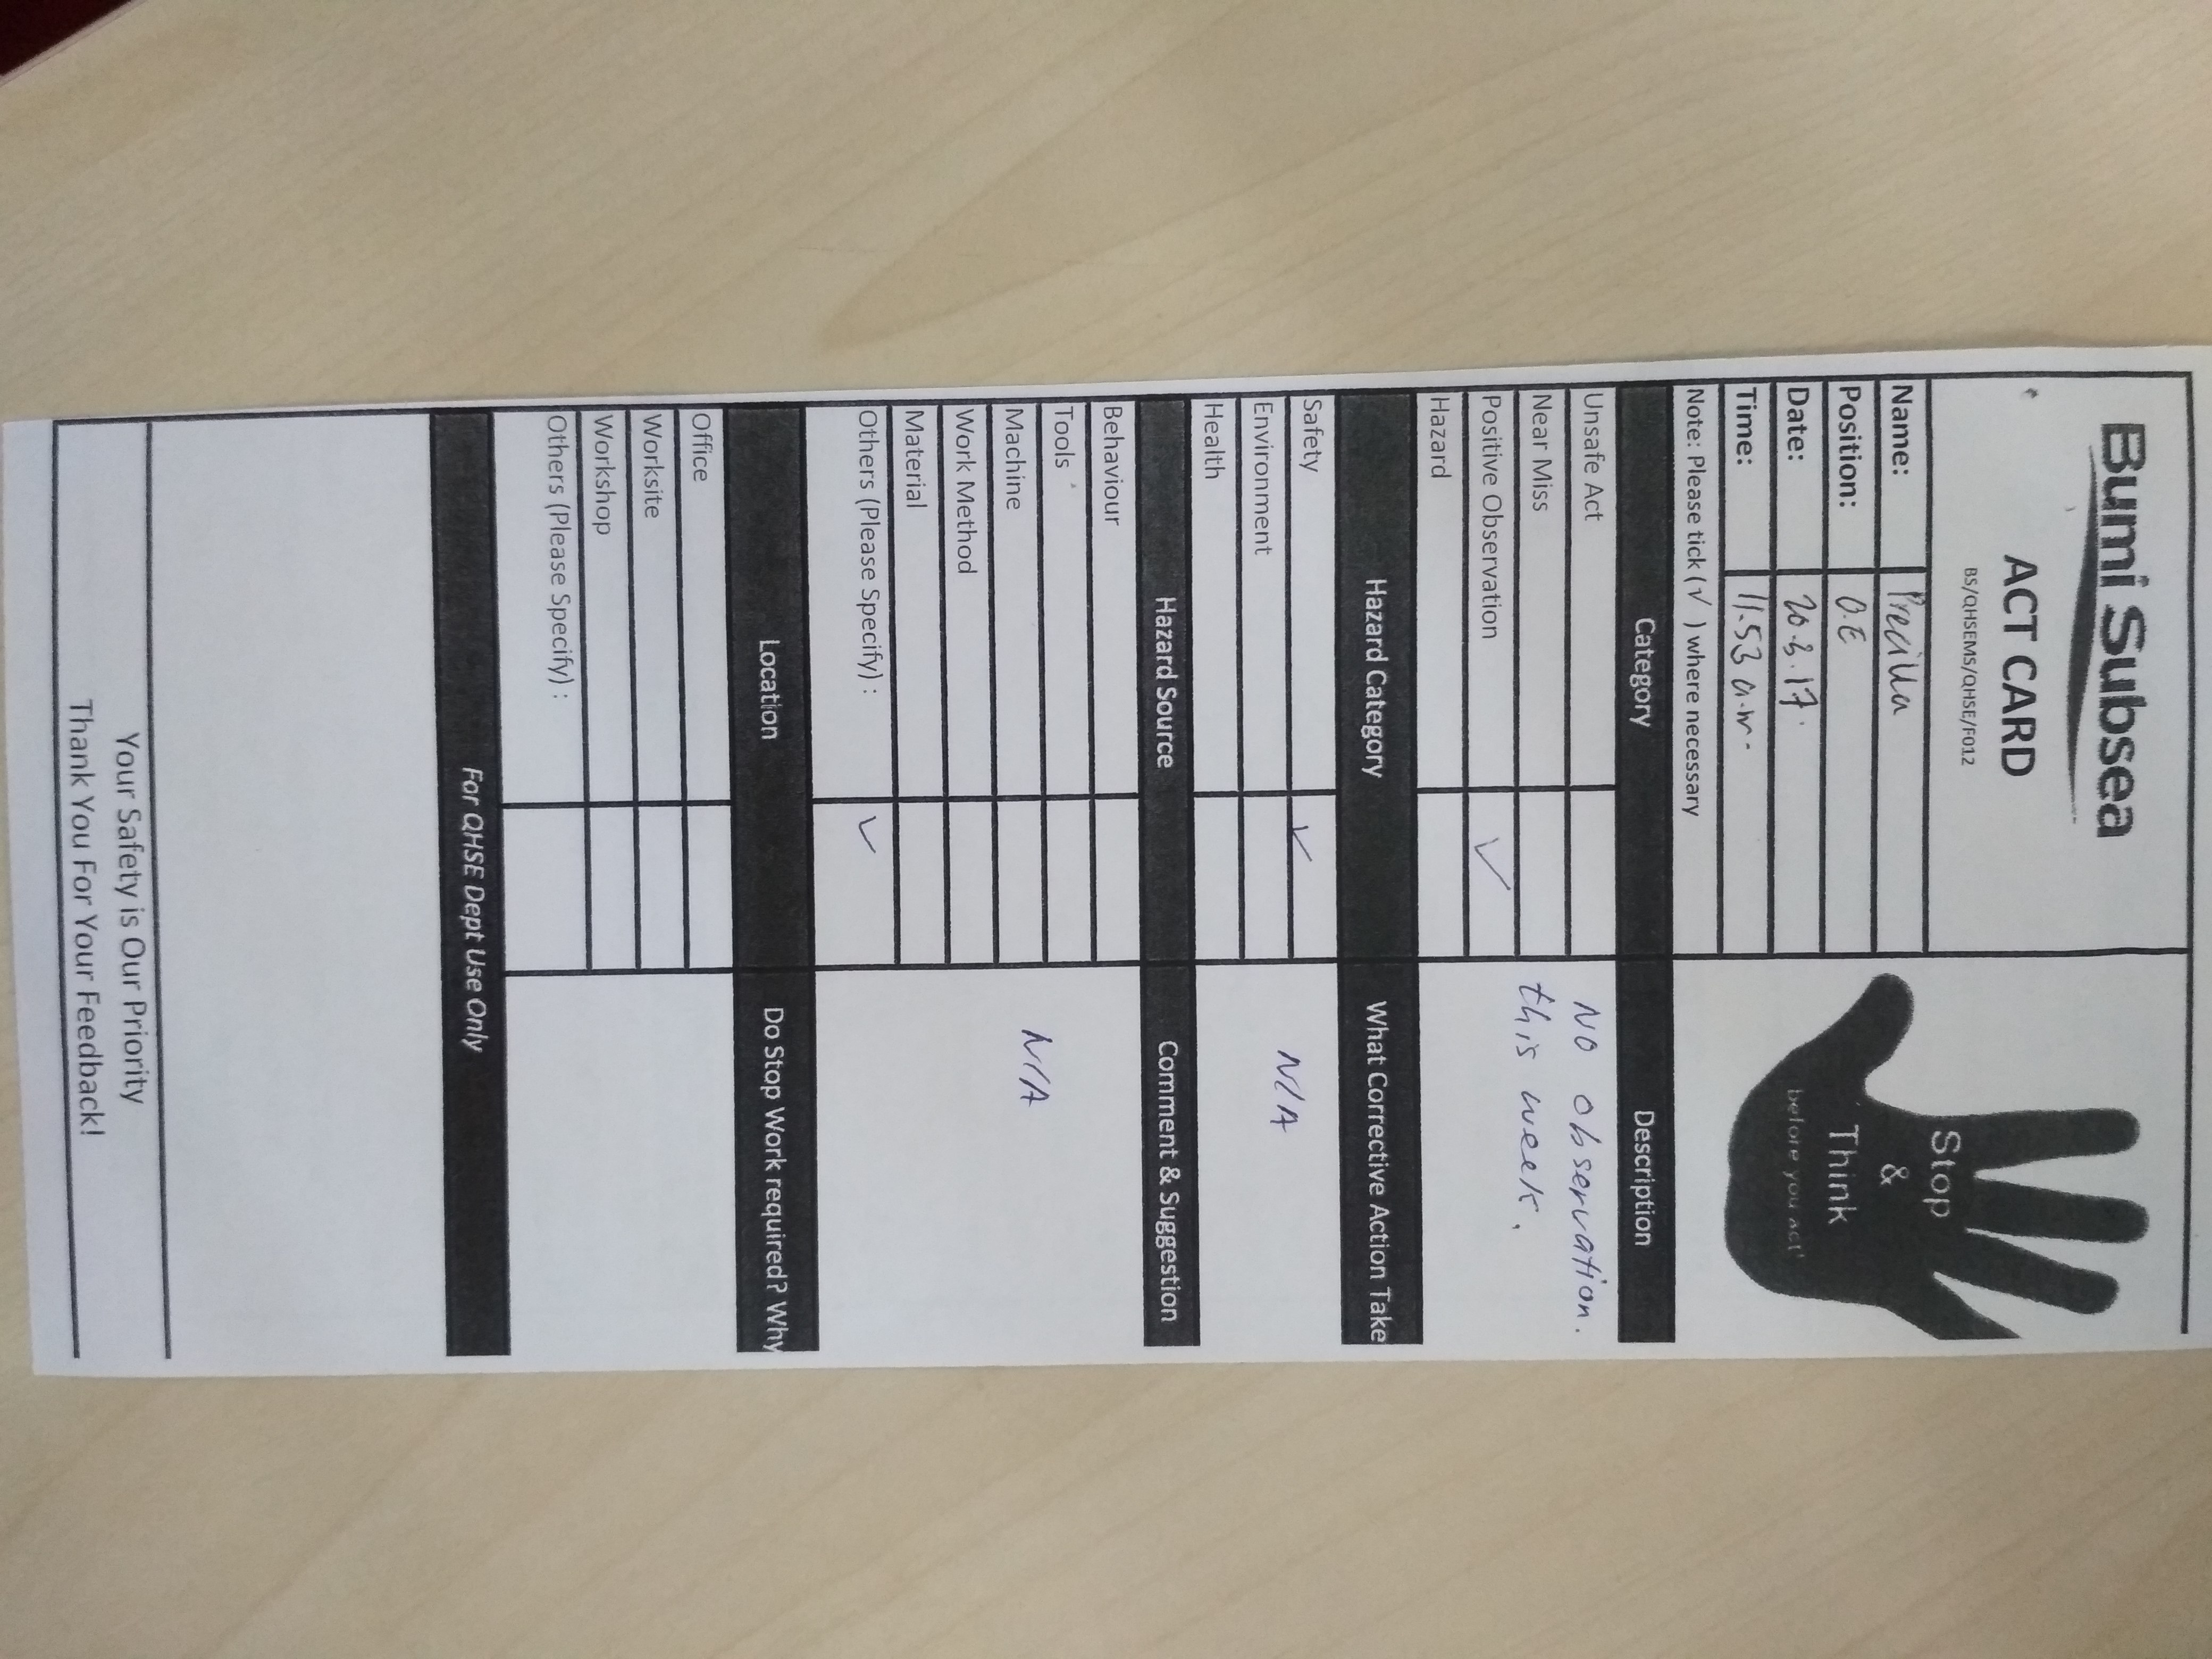 Bumi Subsea
ACT CARD
BS/QHSEMS/QHSE/F012
Stop
&
Think
before you act!
Name: Precilla
Position: O.E
Date: 20.3.17.
Time: 11.53 a.m.
Note: Please tick (√ ) where necessary
Category Description
Unsafe Act
Near Miss
Positive Observation ✓
Hazard
No observation.
this week.
Hazard Category What Corrective Action Take
Safety ✓
Environment
Health
N/A
Hazard Source Comment & Suggestion
Behaviour
Tools
Machine
Work Method
Material
Others (Please Specify) : ✓
N/A
Location Do Stop Work required? Why
Office
Worksite
Workshop
Others (Please Specify) :
For QHSE Dept Use Only
Your Safety is Our Priority
Thank You For Your Feedback!